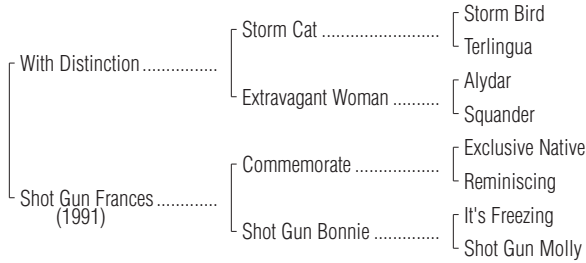 Storm Bird
Storm Cat ........................
Terlingua
With Distinction ...............
Alydar
Extravagant Woman .........
Squander
Exclusive Native
Commemorate .................
Reminiscing
Shot Gun Frances .............
(1991)
It's Freezing
Shot Gun Bonnie .............
Shot Gun Molly